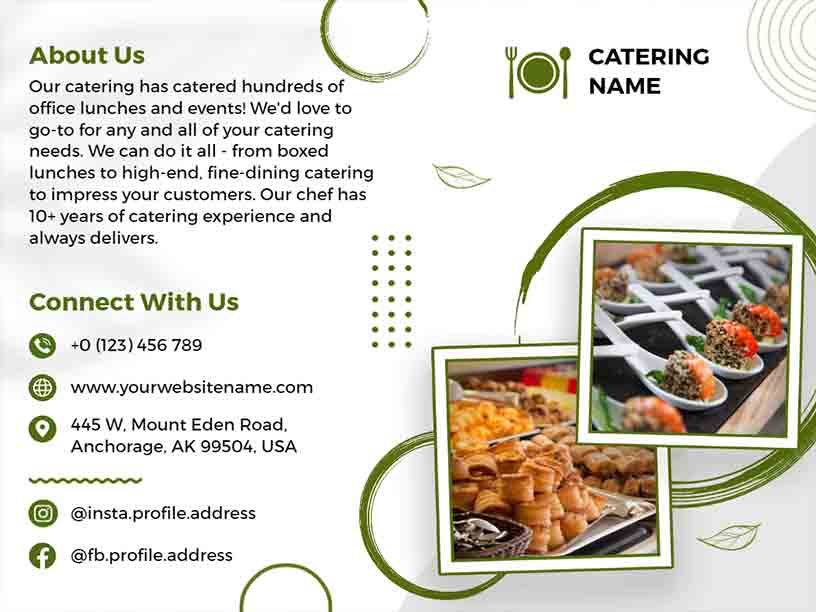 About Us
Our catering has catered hundreds of
office lunches and events! We'd love to
go-to for any and all of your catering
needs. We can do it all - from boxed
lunches to high-end, fine-dining catering
to impress your customers. Our chef has
10+ years of catering experience and
always delivers.
Connect With Us
+0 (123) 456 789
www.yourwebsitename.com
445 W, Mount Eden Road,
Anchorage, AK 99504, USA
@insta.profile.address
@fb.profile.address
CATERING
NAME